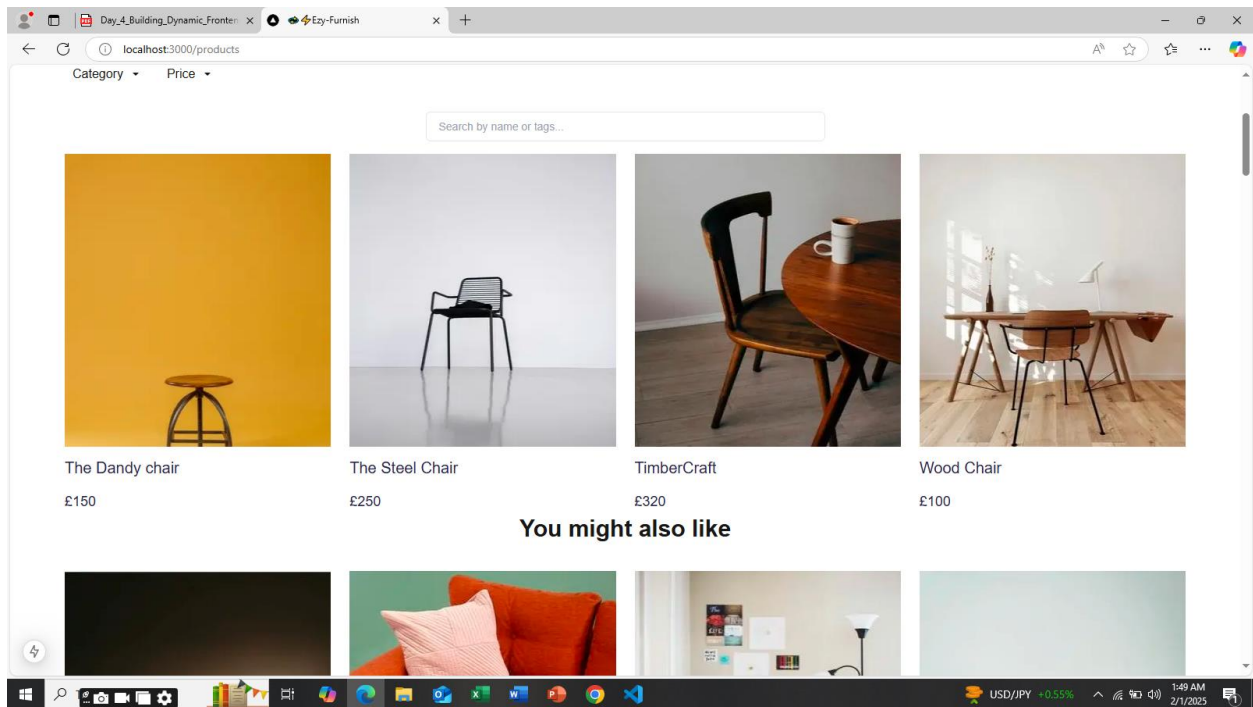 Day_4_Building_Dynamic_Fronten
Ezy-Furnish
localhost:3000/products
Category
Price
Search by name or tags...
The Dandy chair
The Steel Chair
TimberCraft
Wood Chair
£150
£250
£320
£100
You might also like
USD/JPY +0.55%
1:49 AM
2/1/2025